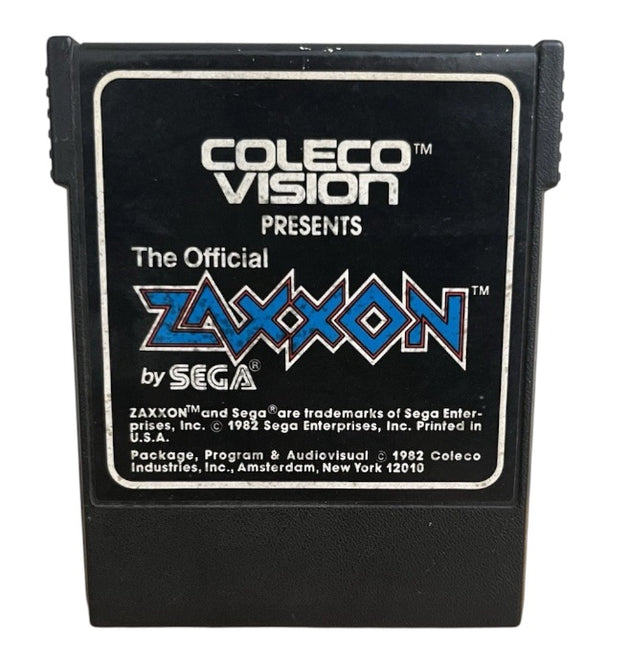 COLECO™
VISION
PRESENTS
The Official
ZAXXON™
by SEGA®
ZAXXON™ and Sega® are trademarks of Sega Enter-
prises, Inc. © 1982 Sega Enterprises, Inc. Printed in
U.S.A.
Package, Program & Audiovisual © 1982 Coleco
Industries, Inc., Amsterdam, New York 12010